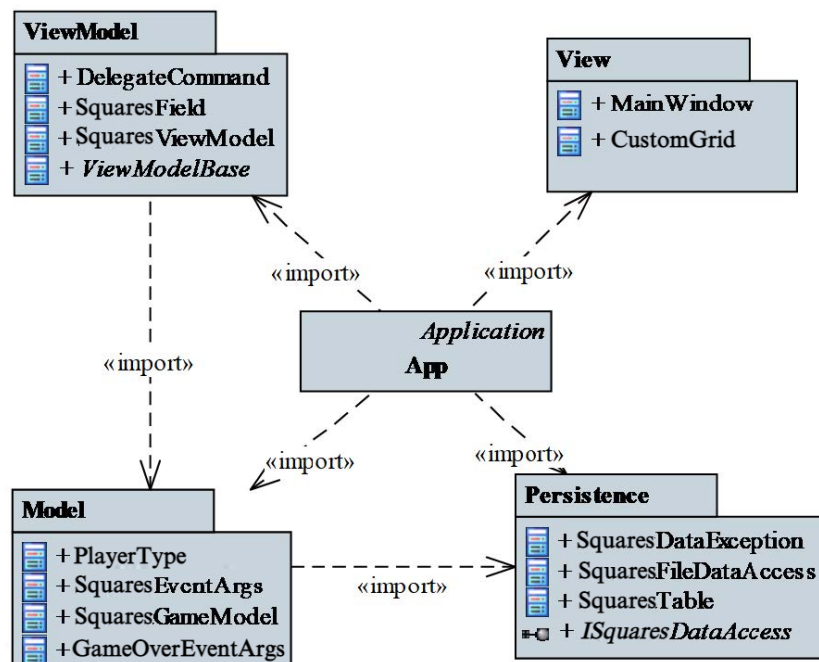 ViewModel
+ DelegateCommand
+ SquaresField
+ SquaresViewModel
+ ViewModelBase
View
+ MainWindow
+ CustomGrid
«import»
«import»
Application
App
«import»
«import»
«import»
Model
+ PlayerType
+ SquaresEventArgs
+ SquaresGameModel
+ GameOverEventArgs
«import»
Persistence
+ SquaresDataException
+ SquaresFileDataAccess
+ SquaresTable
+ ISquaresDataAccess